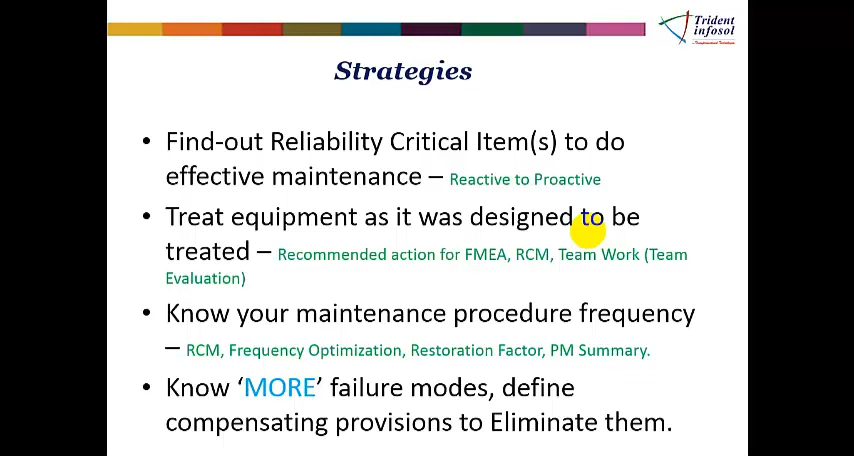 Trident
infosol
Strategies
• Find-out Reliability Critical Item(s) to do
effective maintenance – Reactive to Proactive
• Treat equipment as it was designed to be
treated – Recommended action for FMEA, RCM, Team Work (Team
Evaluation)
• Know your maintenance procedure frequency
– RCM, Frequency Optimization, Restoration Factor, PM Summary.
• Know ‘MORE’ failure modes, define
compensating provisions to Eliminate them.